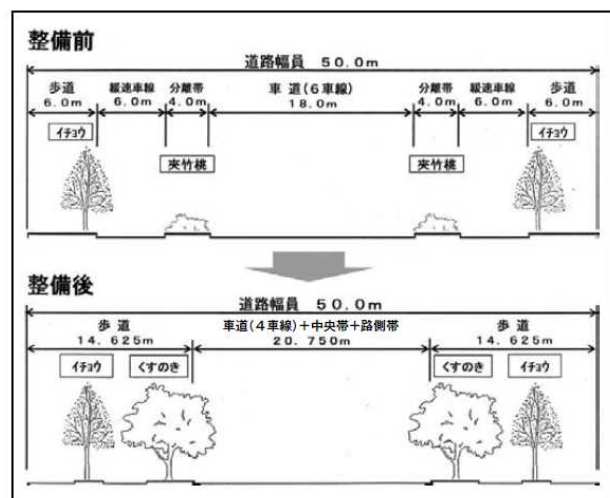 整備前
道路幅員 50.0m
歩道 緩速車線 分離帯 車 道(6車線) 分離帯 緩速車線 歩道
6.0m 6.0m 4.0m 18.0m 4.0m 6.0m 6.0m
イチョウ イチョウ
夾竹桃 夾竹桃
整備後
道路幅員 50.0m
歩 道 車道(4車線)+中央帯+路側帯 歩 道
14.625m 20.750m 14.625m
イチョウ くすのき くすのき イチョウ